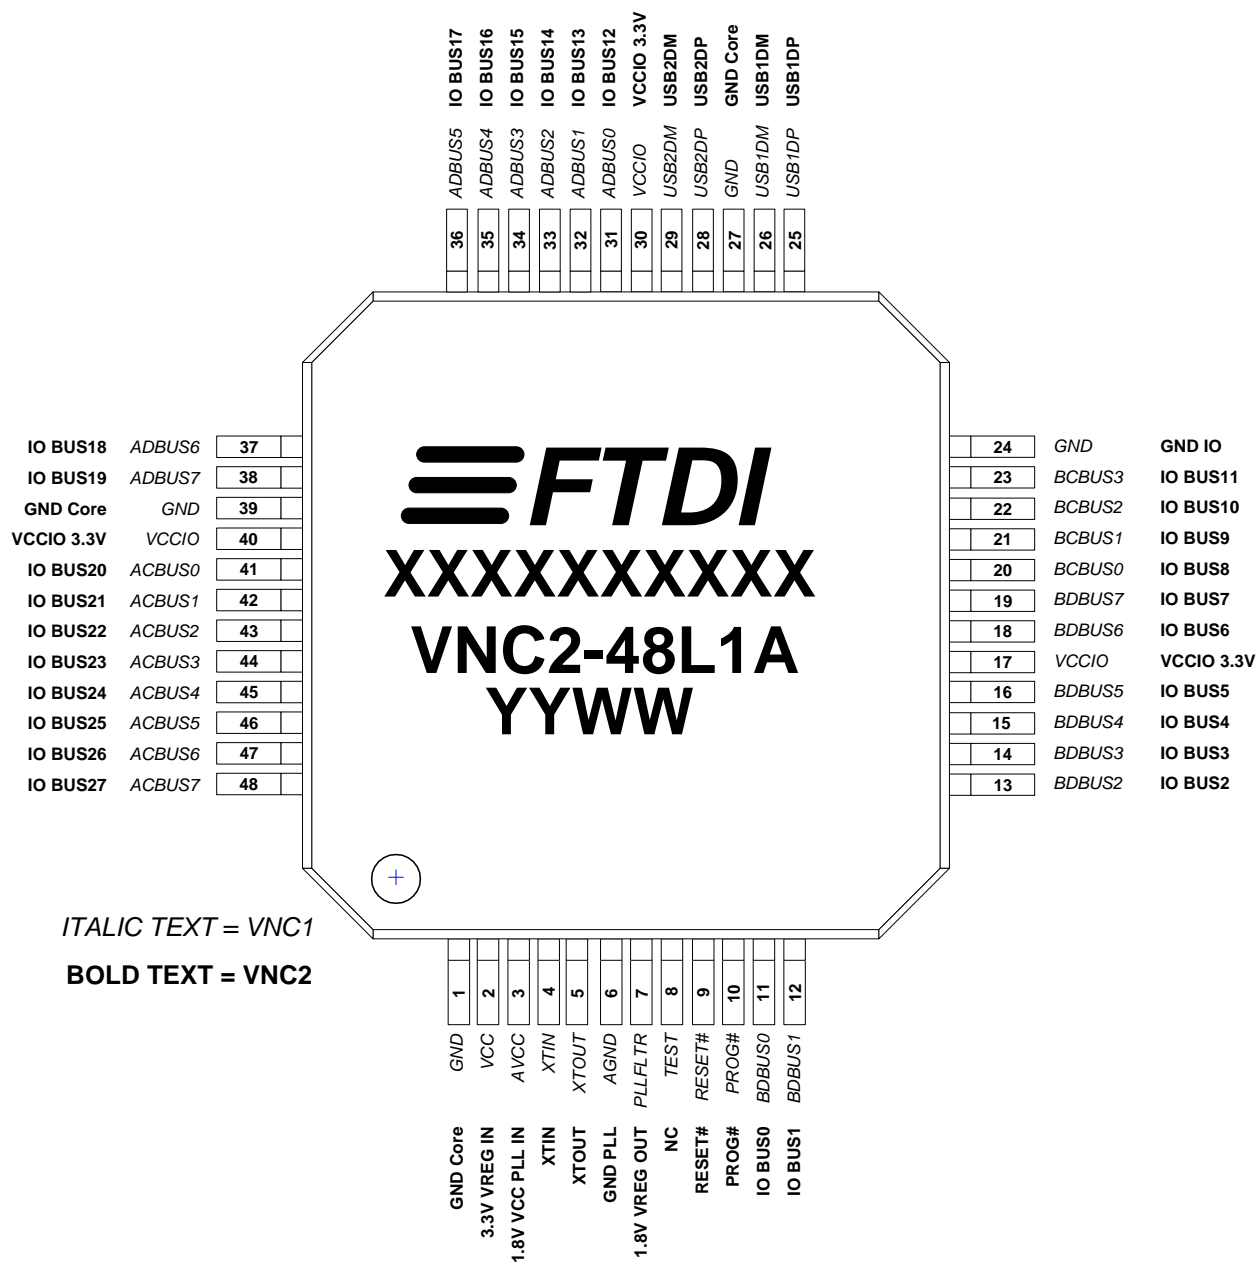 IO BUS17 IO BUS16 IO BUS15 IO BUS14 IO BUS13 IO BUS12 VCCIO 3.3V USB2DM USB2DP GND Core USB1DM USB1DP
ADBUS5 ADBUS4 ADBUS3 ADBUS2 ADBUS1 ADBUS0 VCCIO USB2DM USB2DP GND USB1DM USB1DP
36 35 34 33 32 31 30 29 28 27 26 25
IO BUS18 ADBUS6 37
IO BUS19 ADBUS7 38
GND Core GND 39
VCCIO 3.3V VCCIO 40
IO BUS20 ACBUS0 41
IO BUS21 ACBUS1 42
IO BUS22 ACBUS2 43
IO BUS23 ACBUS3 44
IO BUS24 ACBUS4 45
IO BUS25 ACBUS5 46
IO BUS26 ACBUS6 47
IO BUS27 ACBUS7 48
FTDI
XXXXXXXXXX
VNC2-48L1A
YYWW
24 GND GND IO
23 BCBUS3 IO BUS11
22 BCBUS2 IO BUS10
21 BCBUS1 IO BUS9
20 BCBUS0 IO BUS8
19 BDBUS7 IO BUS7
18 BDBUS6 IO BUS6
17 VCCIO VCCIO 3.3V
16 BDBUS5 IO BUS5
15 BDBUS4 IO BUS4
14 BDBUS3 IO BUS3
13 BDBUS2 IO BUS2
ITALIC TEXT = VNC1
BOLD TEXT = VNC2
1 2 3 4 5 6 7 8 9 10 11 12
GND VCC AVCC XTIN XTOUT AGND PLLFLTR TEST RESET# PROG# BDBUS0 BDBUS1
GND Core 3.3V VREG IN 1.8V VCC PLL IN XTIN XTOUT GND PLL 1.8V VREG OUT NC RESET# PROG# IO BUS0 IO BUS1